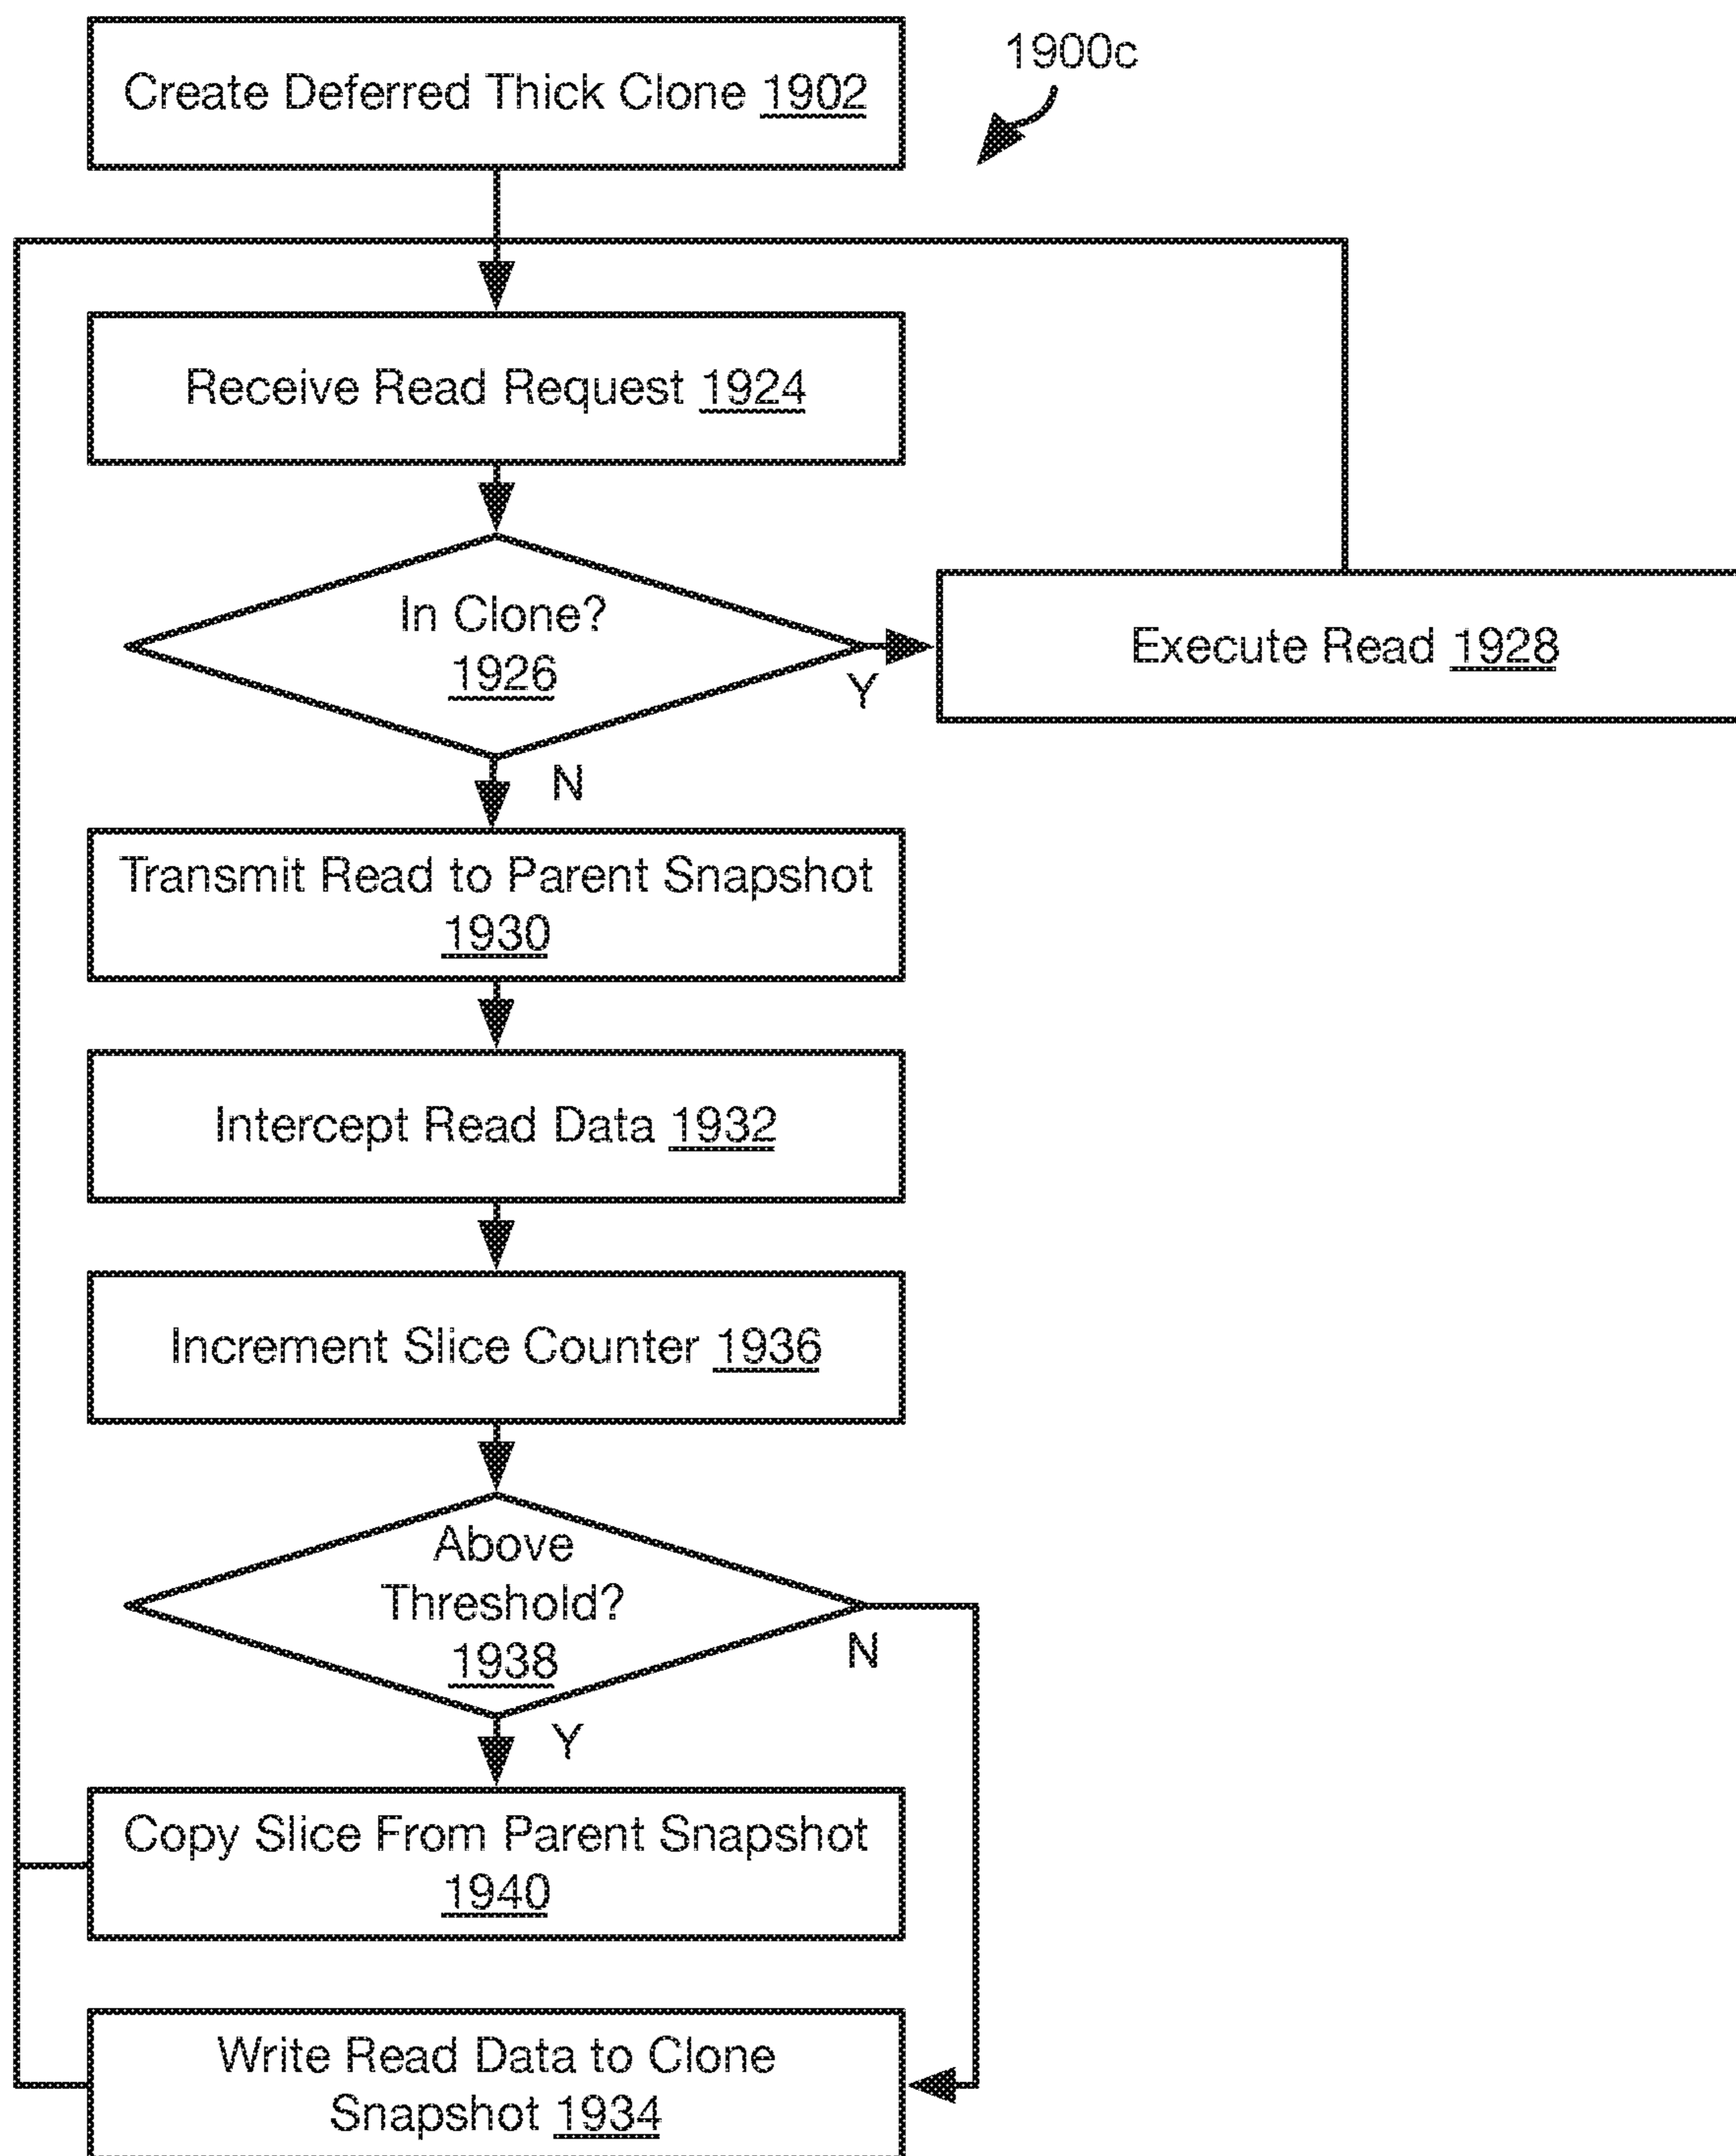 Create Deferred Thick Clone 1902
1900c
Receive Read Request 1924
In Clone?
1926
Y
Execute Read 1928
N
Transmit Read to Parent Snapshot
1930
Intercept Read Data 1932
Increment Slice Counter 1936
Above
Threshold?
1938
N
Y
Copy Slice From Parent Snapshot
1940
Write Read Data to Clone
Snapshot 1934